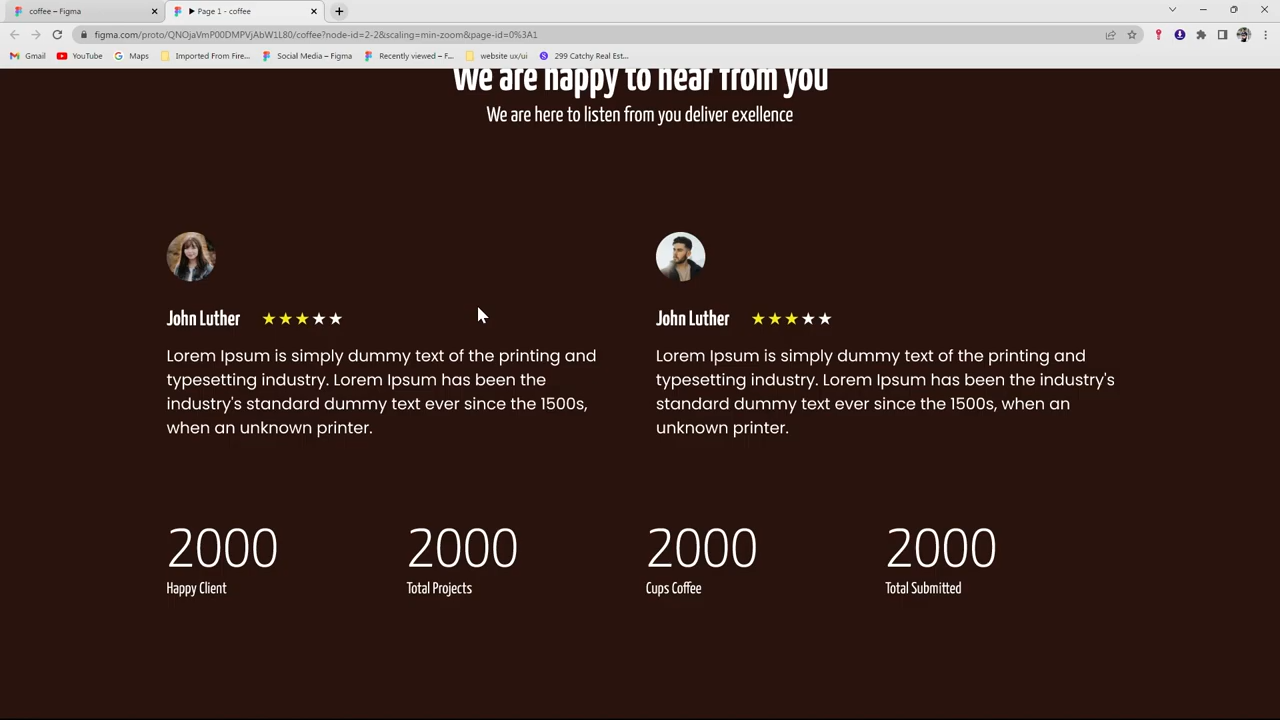 coffee – Figma
Page 1 - coffee
figma.com/proto/QNOjaVmP00DMPVjAbW1L80/coffee?node-id=2-2&scaling=min-zoom&page-id=0%3A1
Gmail YouTube Maps Imported From Fire... Social Media – Figma Recently viewed – F... website ux/ui 299 Catchy Real Est...
We are happy to hear from you
We are here to listen from you deliver exellence
John Luther ★★★★★
Lorem Ipsum is simply dummy text of the printing and
typesetting industry. Lorem Ipsum has been the
industry's standard dummy text ever since the 1500s,
when an unknown printer.
John Luther ★★★★★
Lorem Ipsum is simply dummy text of the printing and
typesetting industry. Lorem Ipsum has been the industry's
standard dummy text ever since the 1500s, when an
unknown printer.
2000 2000 2000 2000
Happy Client Total Projects Cups Coffee Total Submitted